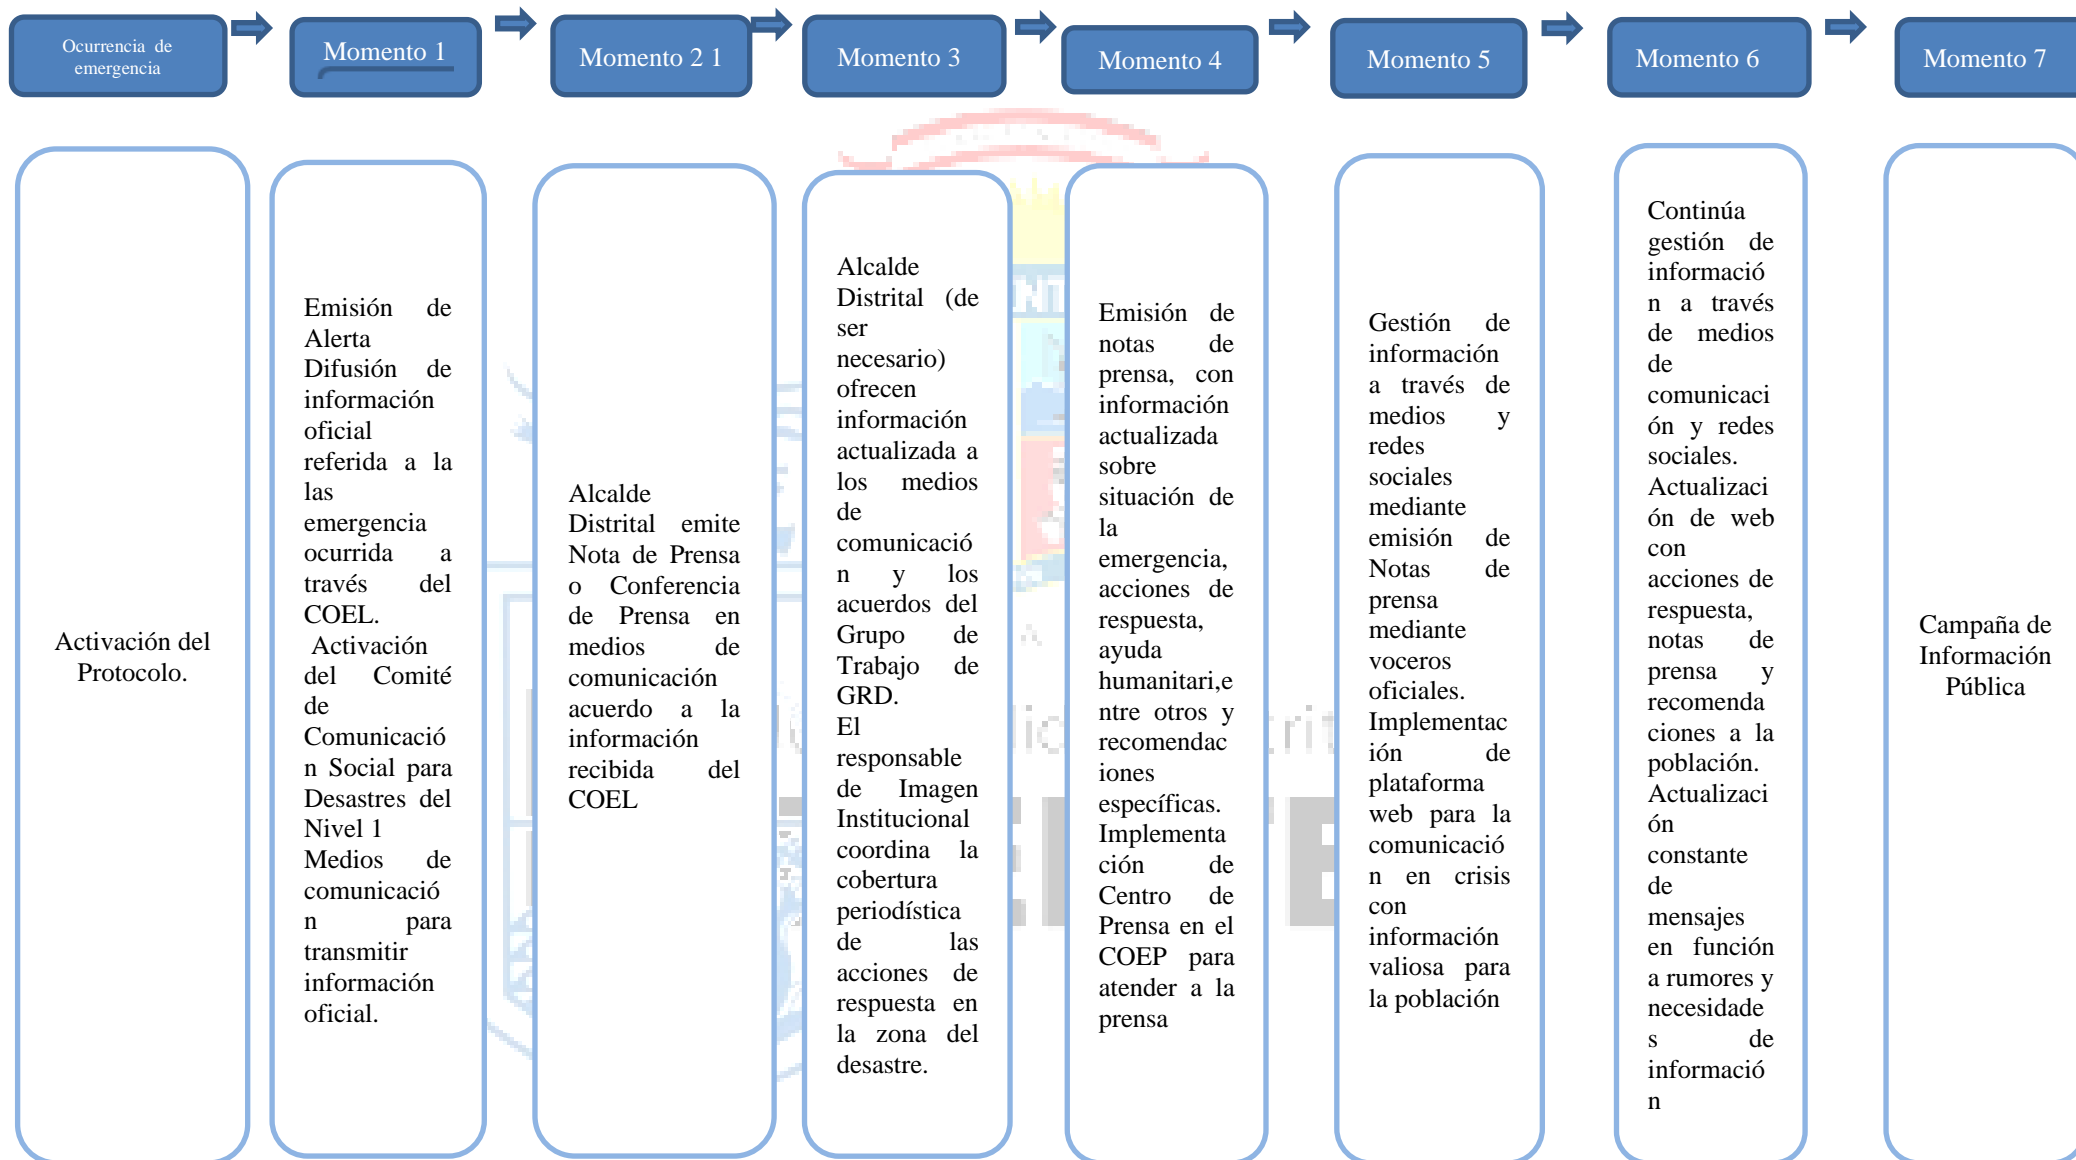 Ocurrencia de
emergencia
Momento 1
Momento 2 1
Momento 3
Momento 4
Momento 5
Momento 6
Momento 7
Activación del
Protocolo.
Emisión de
Alerta
Difusión de
información
oficial
referida a la
las
emergencia
ocurrida a
través del
COEL.
Activación
del Comité
de
Comunicació
n Social para
Desastres del
Nivel 1
Medios de
comunicació
n para
transmitir
información
oficial.
Alcalde
Distrital emite
Nota de Prensa
o Conferencia
de Prensa en
medios de
comunicación
acuerdo a la
información
recibida del
COEL
Alcalde
Distrital (de
ser
necesario)
ofrecen
información
actualizada a
los medios
de
comunicació
n y los
acuerdos del
Grupo de
Trabajo de
GRD.
El
responsable
de Imagen
Institucional
coordina la
cobertura
periodística
de las
acciones de
respuesta en
la zona del
desastre.
Emisión de
notas de
prensa, con
información
actualizada
sobre
situación de
la
emergencia,
acciones de
respuesta,
ayuda
humanitari,e
ntre otros y
recomendac
iones
específicas.
Implementa
ción de
Centro de
Prensa en el
COEP para
atender a la
prensa
Gestión de
información
a través de
medios y
redes
sociales
mediante
emisión de
Notas de
prensa
mediante
voceros
oficiales.
Implementac
ión de
plataforma
web para la
comunicació
n en crisis
con
información
valiosa para
la población
Continúa
gestión de
informació
n a través
de medios
de
comunicaci
ón y redes
sociales.
Actualizaci
ón de web
con
acciones de
respuesta,
notas de
prensa y
recomenda
ciones a la
población.
Actualizaci
ón
constante
de
mensajes
en función
a rumores y
necesidade
s de
informació
n
Campaña de
Información
Pública